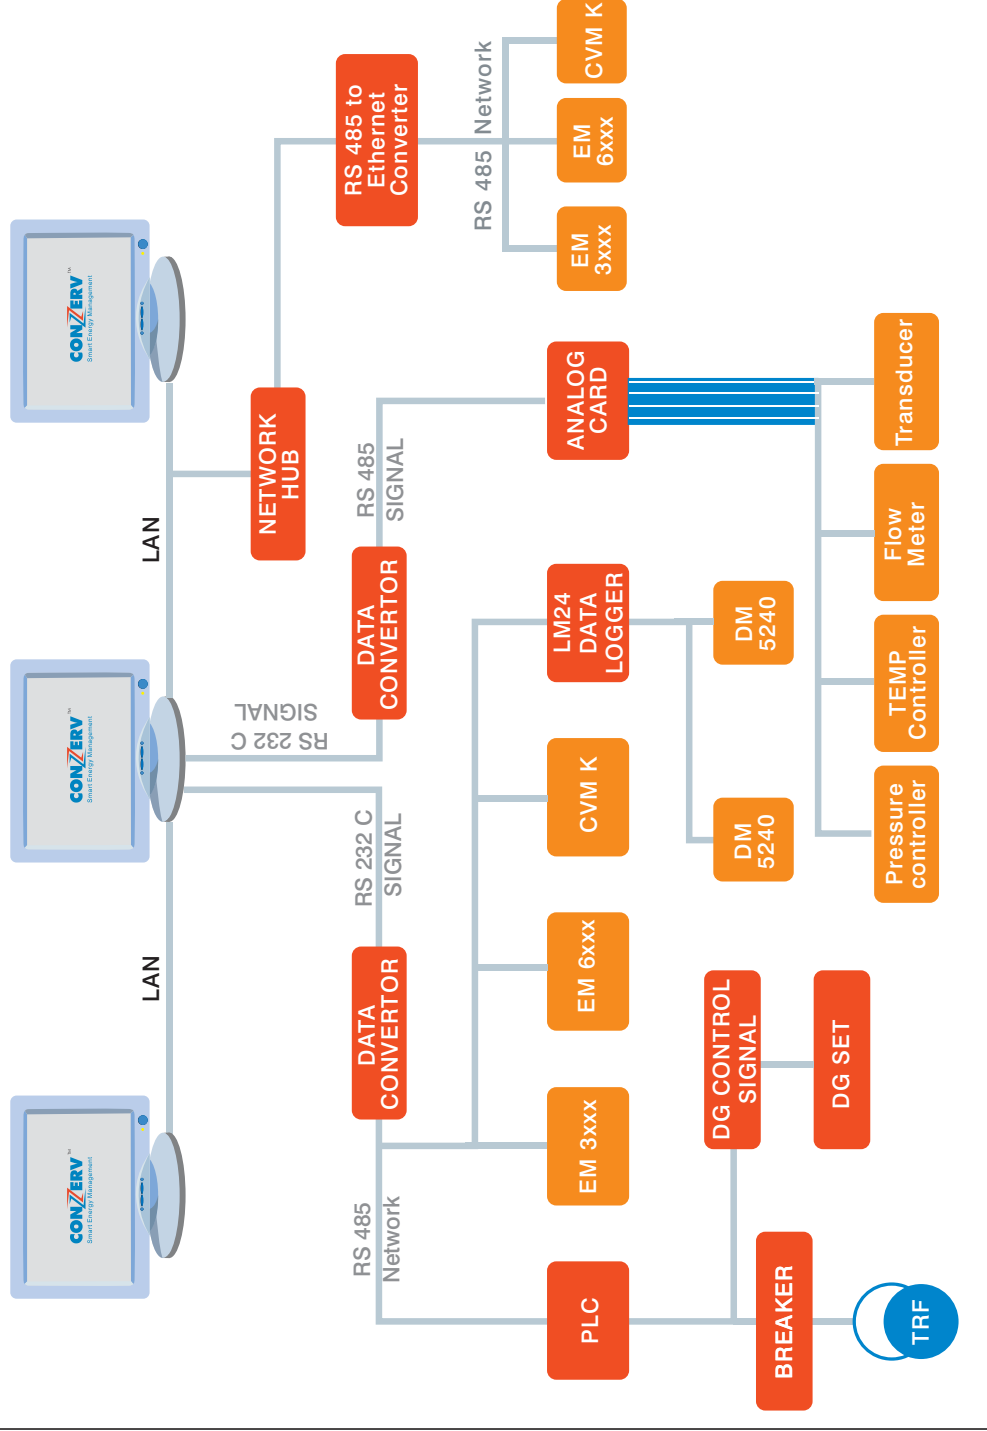 CONZERV™
Smart Energy Management
CONZERV™
Smart Energy Management
CONZERV™
Smart Energy Management
LAN
LAN
NETWORK
HUB
RS 485 to
Ethernet
Converter
RS 485 Network
EM
3xxx
EM
6xxx
CVM K
RS 232 C
SIGNAL
RS 232 C
SIGNAL
DATA
CONVERTOR
DATA
CONVERTOR
RS 485
SIGNAL
RS 485
Network
PLC
EM 3xxx
EM 6xxx
CVM K
LM24
DATA
LOGGER
ANALOG
CARD
DM
5240
DM
5240
DG CONTROL
SIGNAL
DG SET
BREAKER
TRF
Pressure
controller
TEMP
Controller
Flow
Meter
Transducer